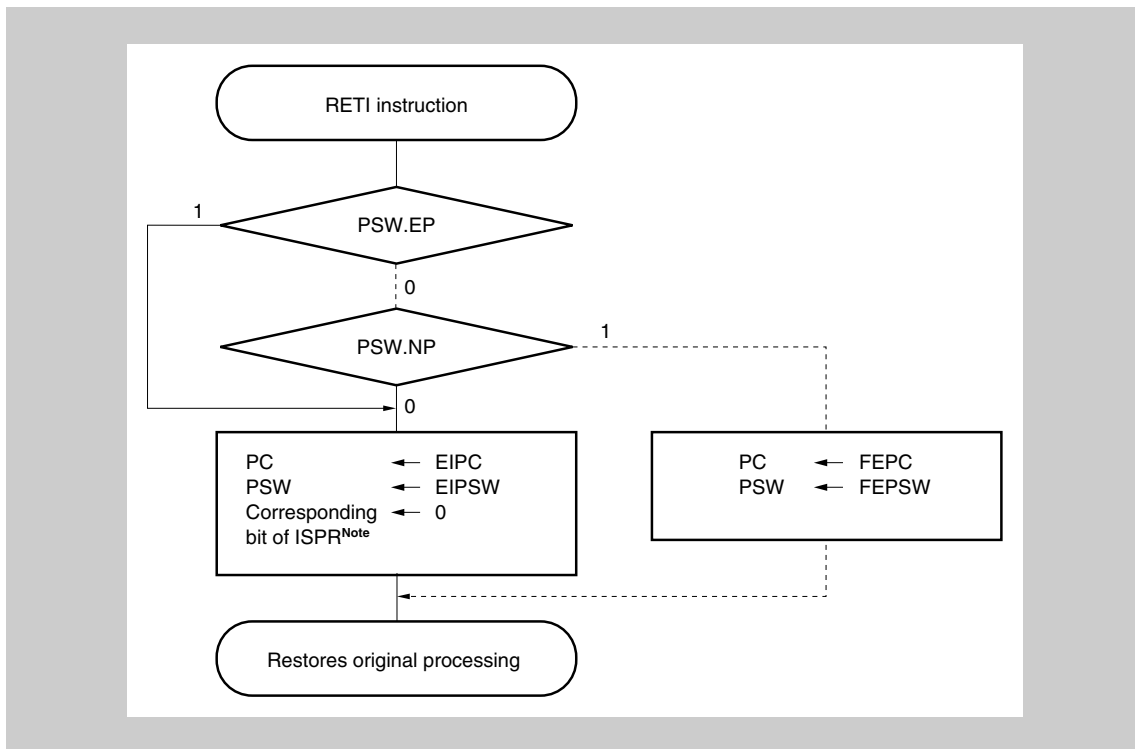 RETI instruction
1
PSW.EP
0
PSW.NP
1
0
PC ← EIPC
PSW ← EIPSW
Corresponding ← 0
bit of ISPRNote
PC ← FEPC
PSW ← FEPSW
Restores original processing